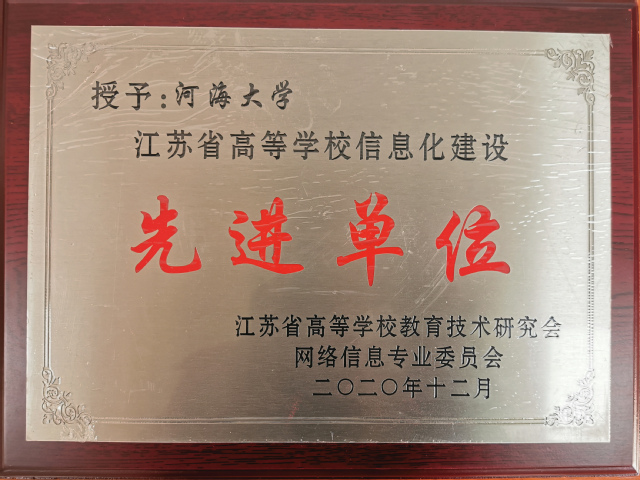 授予:河海大学
江苏省高等学校信息化建设
先进单位
江苏省高等学校教育技术研究会
网络信息专业委员会
二〇二〇年十二月